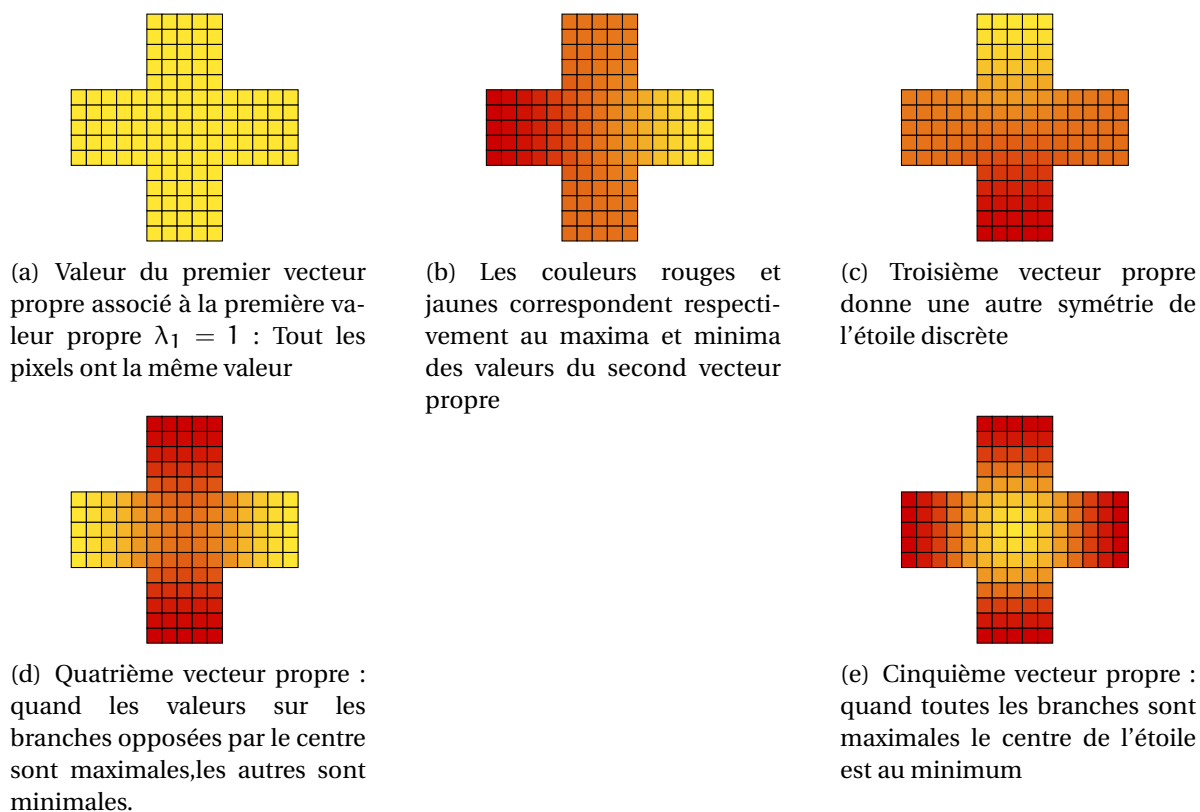 (a) Valeur du premier vecteur
propre associé à la première va-
leur propre λ₁ = 1 : Tout les
pixels ont la même valeur
(b) Les couleurs rouges et
jaunes correspondent respecti-
vement au maxima et minima
des valeurs du second vecteur
propre
(c) Troisième vecteur propre
donne une autre symétrie de
l'étoile discrète
(d) Quatrième vecteur propre :
quand les valeurs sur les
branches opposées par le centre
sont maximales,les autres sont
minimales.
(e) Cinquième vecteur propre :
quand toutes les branches sont
maximales le centre de l'étoile
est au minimum